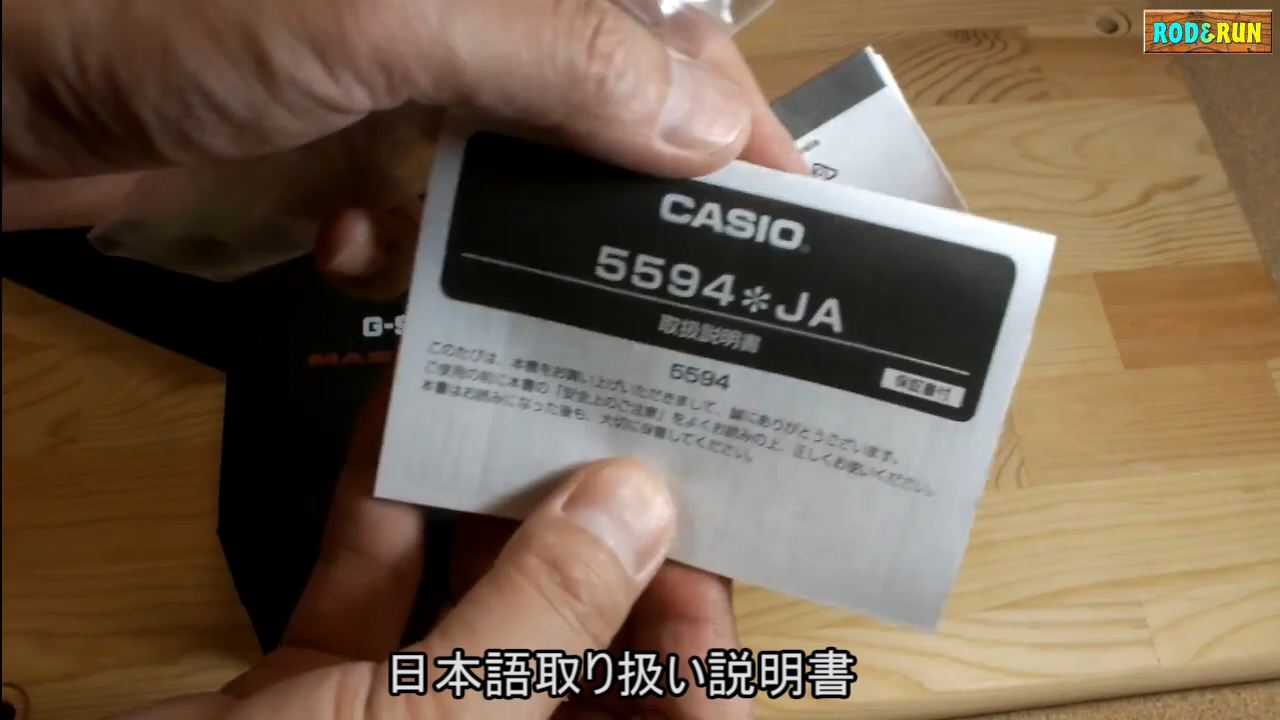 ROD&RUN
CASIO
5594✻JA
取扱説明書
保証書付
5594
このたびは、本機をお買い上げいただきまして、誠にありがとうございます。
ご使用の前に本書の「安全上のご注意」をよくお読みの上、正しくお使いください。
本書はお読みになった後も、大切に保管してください。
G-S
日本語取り扱い説明書